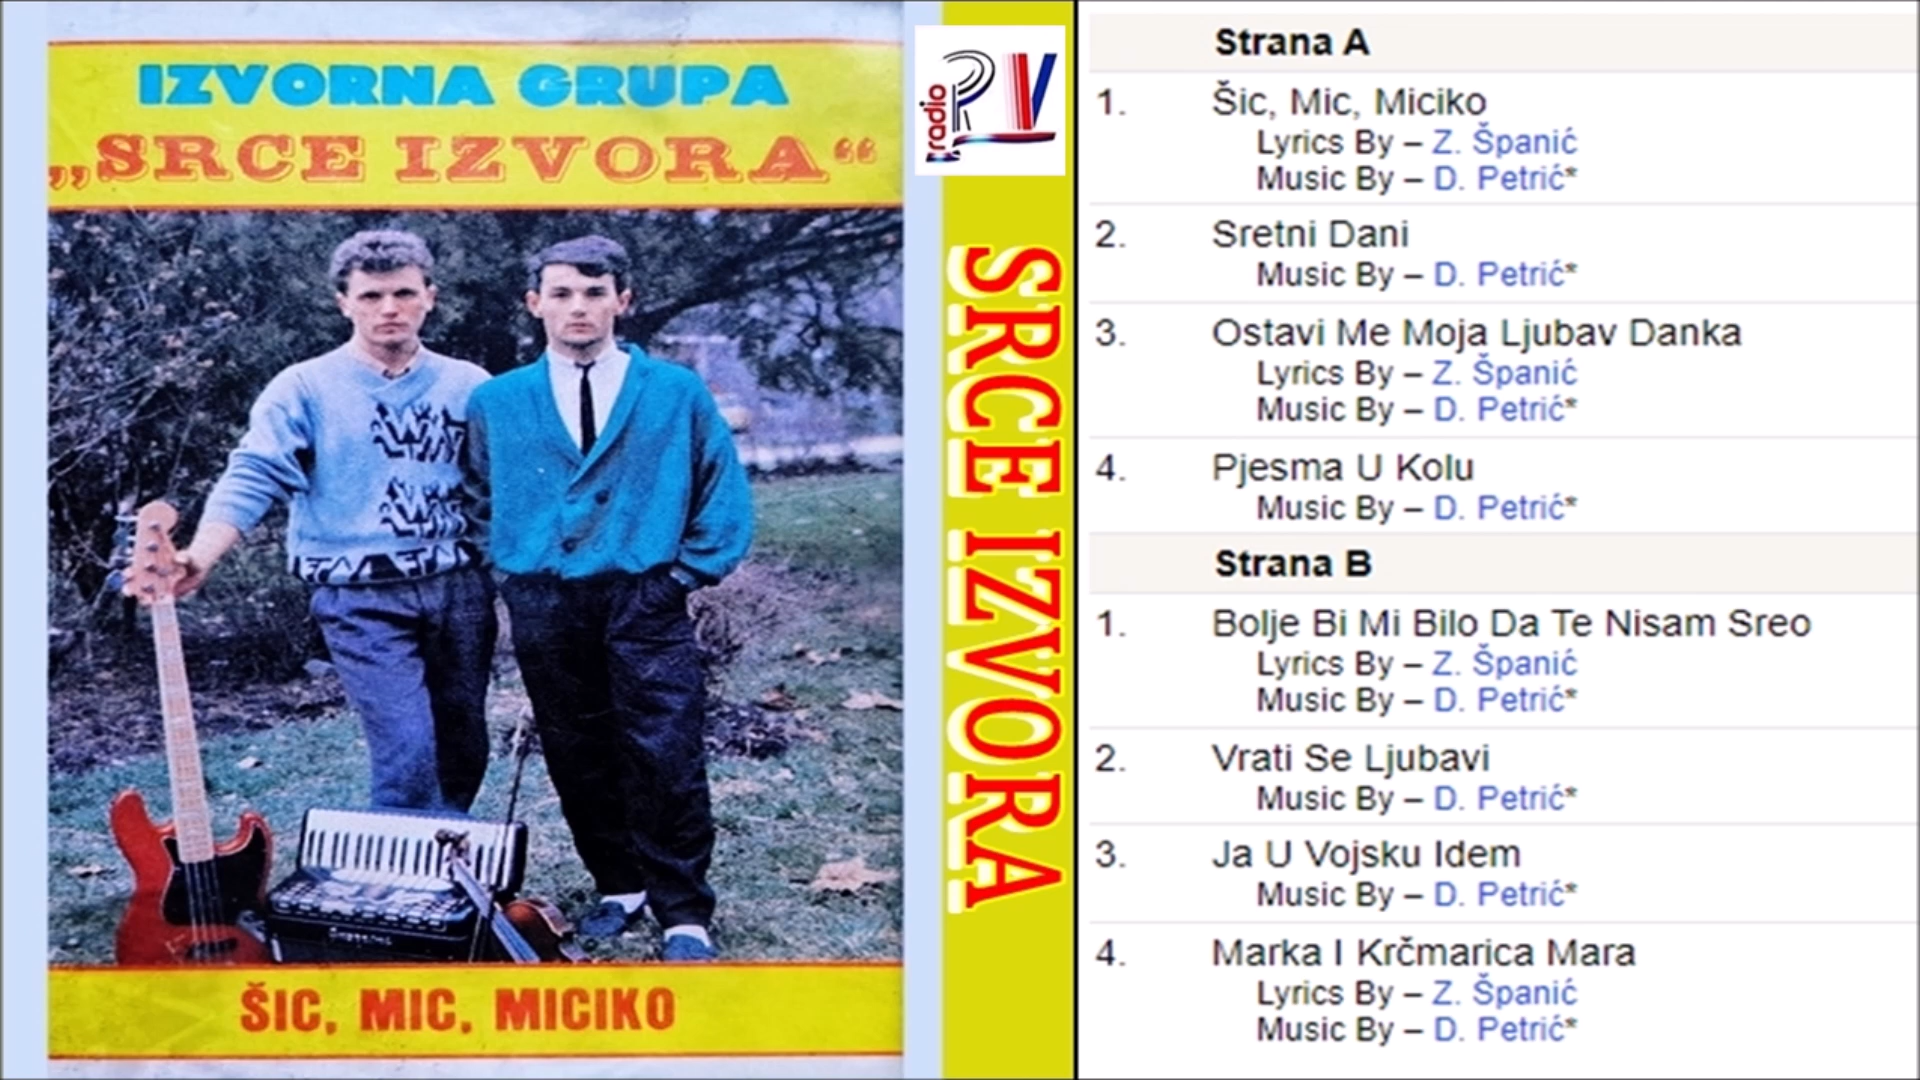 IZVORNA GRUPA
„SRCE IZVORA“
ŠIC, MIC, MICIKO
radio
SRCE IZVORA
Strana A
1. Šic, Mic, Miciko
Lyrics By – Z. Španić
Music By – D. Petrić*
2. Sretni Dani
Music By – D. Petrić*
3. Ostavi Me Moja Ljubav Danka
Lyrics By – Z. Španić
Music By – D. Petrić*
4. Pjesma U Kolu
Music By – D. Petrić*
Strana B
1. Bolje Bi Mi Bilo Da Te Nisam Sreo
Lyrics By – Z. Španić
Music By – D. Petrić*
2. Vrati Se Ljubavi
Music By – D. Petrić*
3. Ja U Vojsku Idem
Music By – D. Petrić*
4. Marka I Krčmarica Mara
Lyrics By – Z. Španić
Music By – D. Petrić*